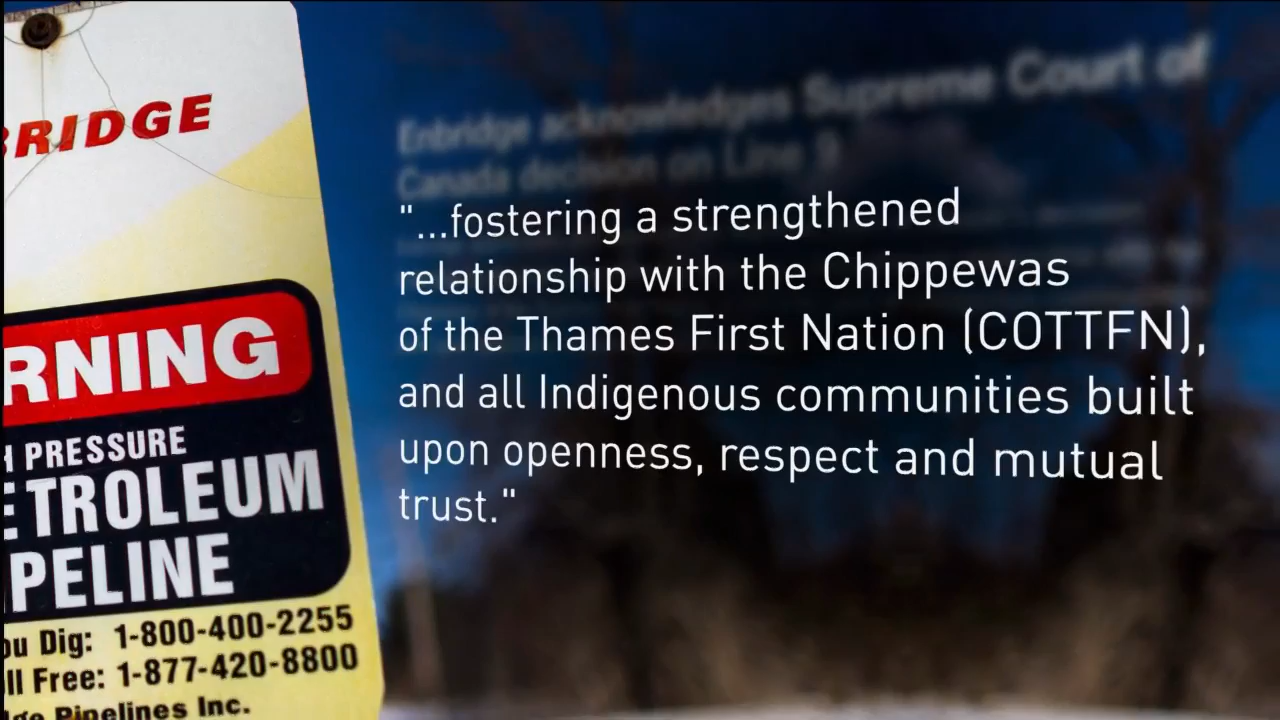 BRIDGE
RNING
H PRESSURE
ETROLEUM
PELINE
ou Dig: 1-800-400-2255
ll Free: 1-877-420-8800
dge Pipelines Inc.
Enbridge acknowledges Supreme Court of
Canada decision on Line 9
"...fostering a strengthened
relationship with the Chippewas
of the Thames First Nation (COTTFN),
and all Indigenous communities built
upon openness, respect and mutual
trust."